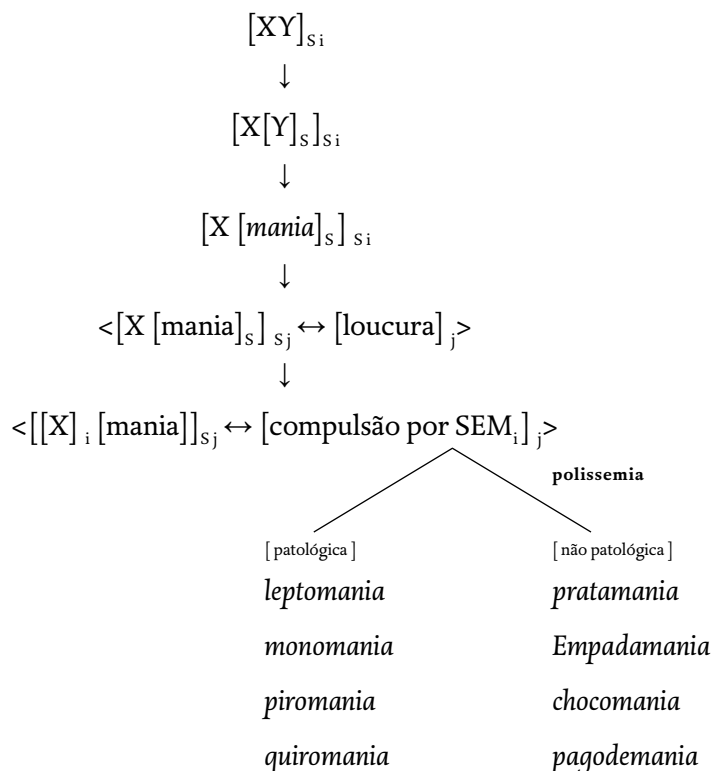 [XY]Si
↓
[X[Y]S]Si
↓
[X [mania]S] Si
↓
<[X [mania]S] Sj ↔ [loucura] j>
↓
<[[X] i [mania]]Sj ↔ [compulsão por SEMi] j>
polissemia
[ patológica ] [ não patológica ]
leptomania pratamania
monomania Empadamania
piromania chocomania
quiromania pagodemania